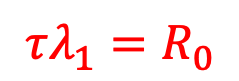 τλ₁ = R₀